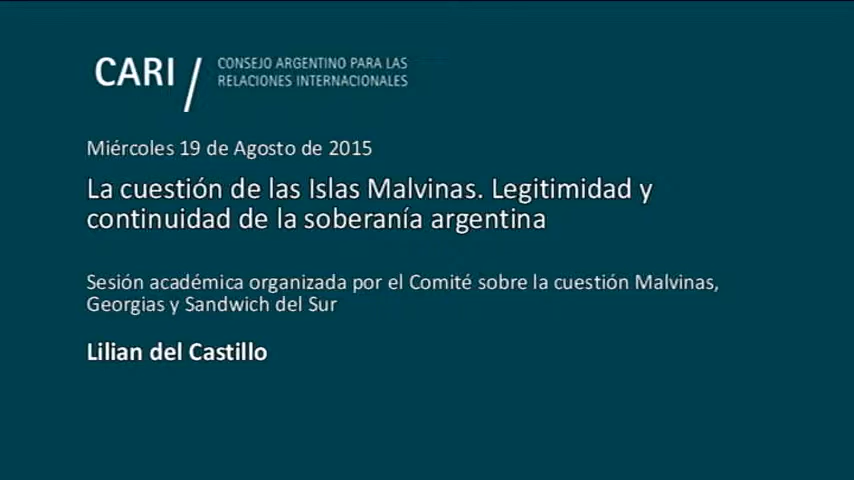 CARI /
CONSEJO ARGENTINO PARA LAS
RELACIONES INTERNACIONALES
Miércoles 19 de Agosto de 2015
La cuestión de las Islas Malvinas. Legitimidad y
continuidad de la soberanía argentina
Sesión académica organizada por el Comité sobre la cuestión Malvinas,
Georgias y Sandwich del Sur
Lilian del Castillo